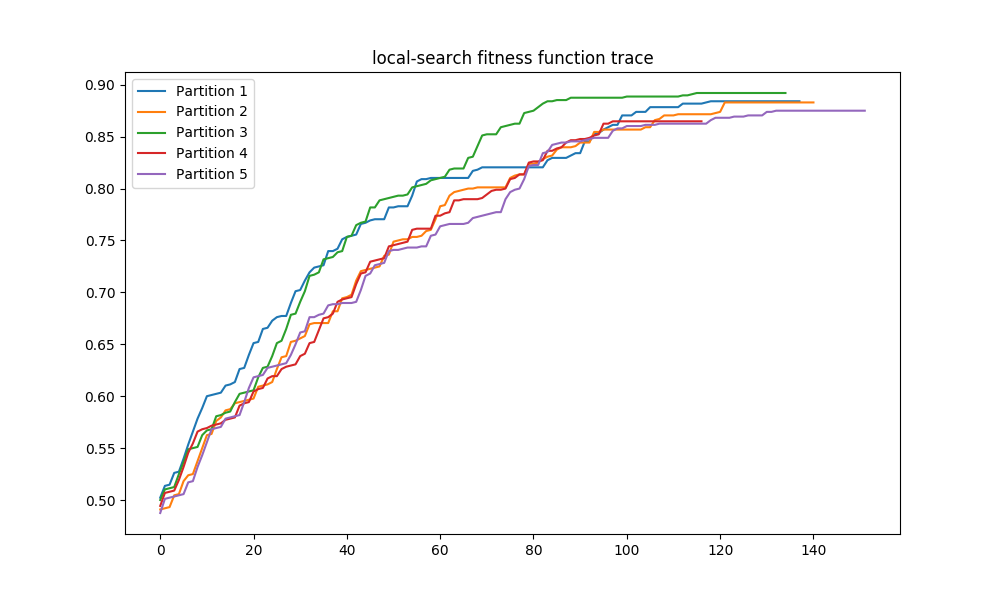 local-search fitness function trace
0.90
0.85
0.80
0.75
0.70
0.65
0.60
0.55
0.50
Partition 1
Partition 2
Partition 3
Partition 4
Partition 5
0 20 40 60 80 100 120 140